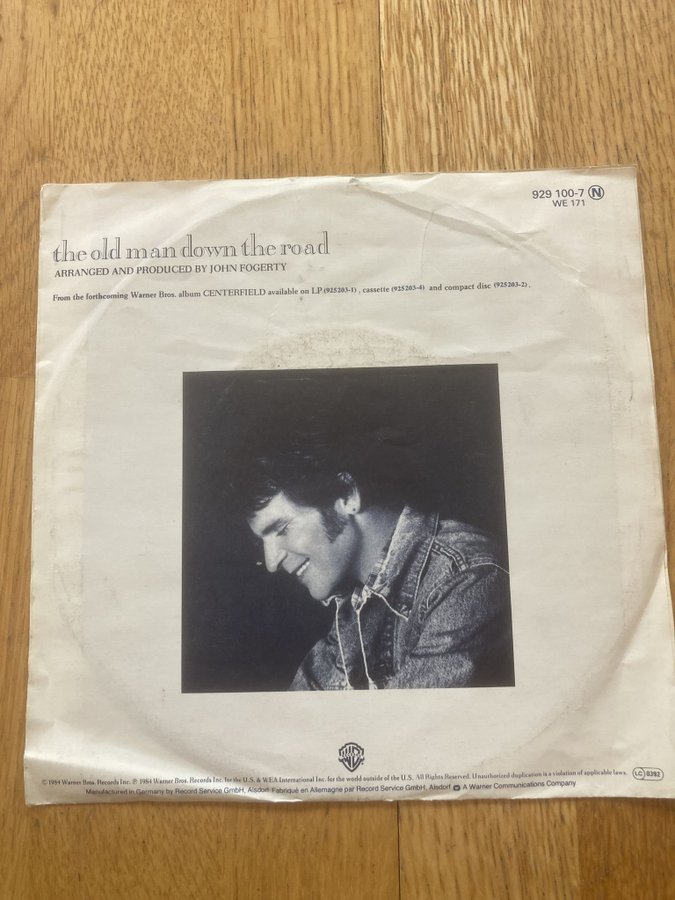 929 100-7 N
WE 171
the old man down the road
ARRANGED AND PRODUCED BY JOHN FOGERTY
From the forthcoming Warner Bros. album CENTERFIELD available on LP (925203-1), cassette (925203-4) and compact disc (925203-2).
© 1984 Warner Bros. Records Inc. ℗ 1984 Warner Bros. Records Inc. for the U.S. & WEA International Inc. for the world outside of the U.S. All Rights Reserved. Unauthorized duplication is a violation of applicable laws. LC 0392
Manufactured in Germany by Record Service GmbH, Alsdorf Fabriqué en Allemagne par Record Service GmbH, Alsdorf A Warner Communications Company